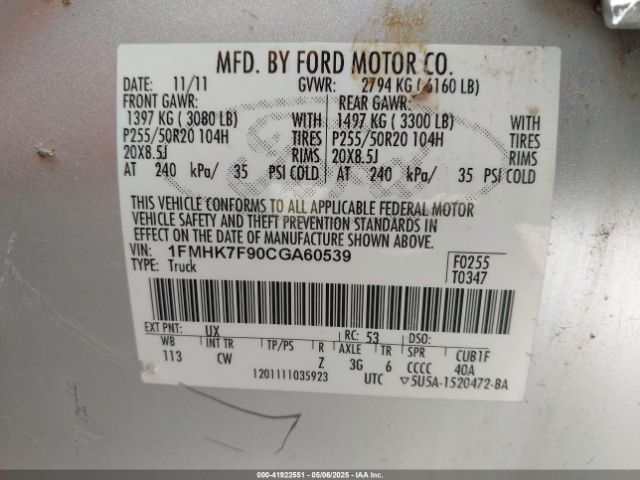 MFD. BY FORD MOTOR CO.
DATE: 11/11 GVWR: 2794 KG ( 6160 LB)
FRONT GAWR: REAR GAWR:
1397 KG ( 3080 LB) WITH 1497 KG ( 3300 LB) WITH
P255/50R20 104H TIRES P255/50R20 104H TIRES
20X8.5J RIMS 20X8.5J RIMS
AT 240 kPa/ 35 PSI COLD AT 240 kPa/ 35 PSI COLD
THIS VEHICLE CONFORMS TO ALL APPLICABLE FEDERAL MOTOR
VEHICLE SAFETY AND THEFT PREVENTION STANDARDS IN
EFFECT ON THE DATE OF MANUFACTURE SHOWN ABOVE.
VIN: 1FMHK7F90CGA60539 F0255
TYPE: Truck T0347
EXT PNT: UX RC: 53 DSO:
WB INT TR TP/PS R AXLE TR SPR CUB1F
113 CW Z 3G 6 CCCC 40A
1201111035923 UTC ▽5U5A-1520472-BA
00-41922551 - 05/06/2025 - IAA, Inc.